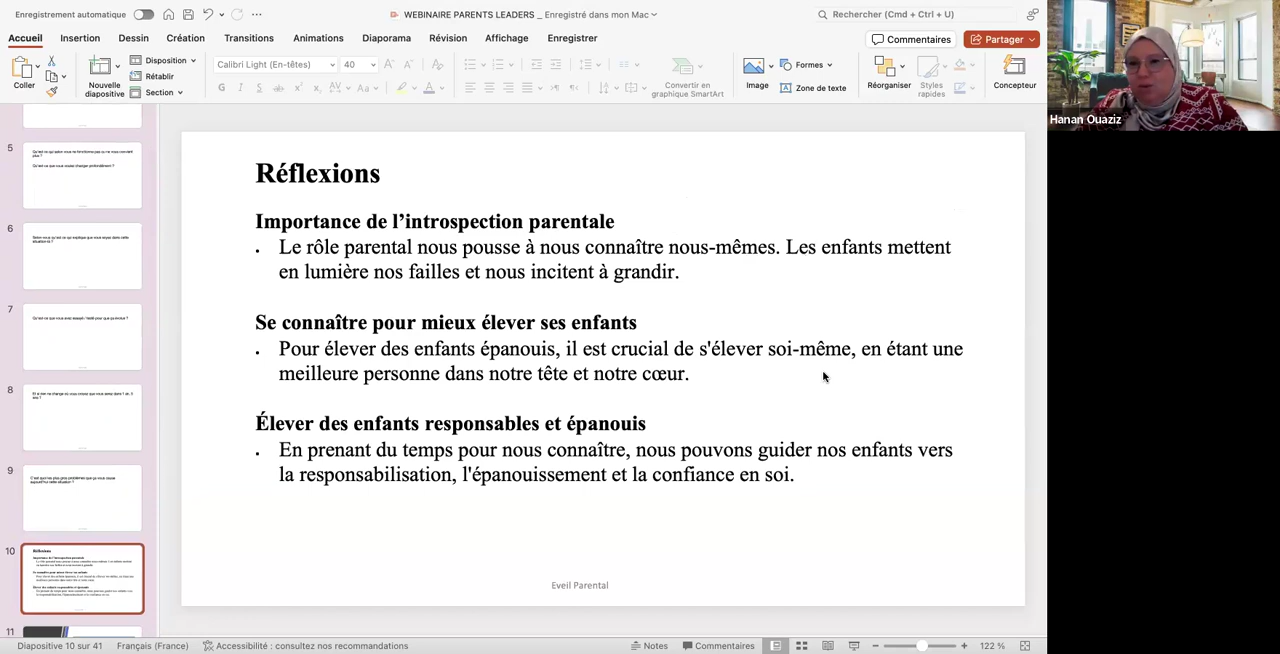 Enregistrement automatique
WEBINAIRE PARENTS LEADERS _ Enregistré dans mon Mac
Rechercher (Cmd + Ctrl + U)
Accueil Insertion Dessin Création Transitions Animations Diaporama Révision Affichage Enregistrer
Commentaires Partager
Coller
Nouvelle diapositive
Disposition
Rétablir
Section
Calibri Light (En-têtes) 40
Convertir en graphique SmartArt
Image
Formes
Zone de texte
Réorganiser
Styles rapides
Concepteur
Hanan Ouaziz
5
6
7
8
9
10
11
Réflexions
Importance de l’introspection parentale
• Le rôle parental nous pousse à nous connaître nous-mêmes. Les enfants mettent
en lumière nos failles et nous incitent à grandir.
Se connaître pour mieux élever ses enfants
• Pour élever des enfants épanouis, il est crucial de s'élever soi-même, en étant une
meilleure personne dans notre tête et notre cœur.
Élever des enfants responsables et épanouis
• En prenant du temps pour nous connaître, nous pouvons guider nos enfants vers
la responsabilisation, l'épanouissement et la confiance en soi.
Eveil Parental
Diapositive 10 sur 41 Français (France) Accessibilité : consultez nos recommandations Notes Commentaires 122 %